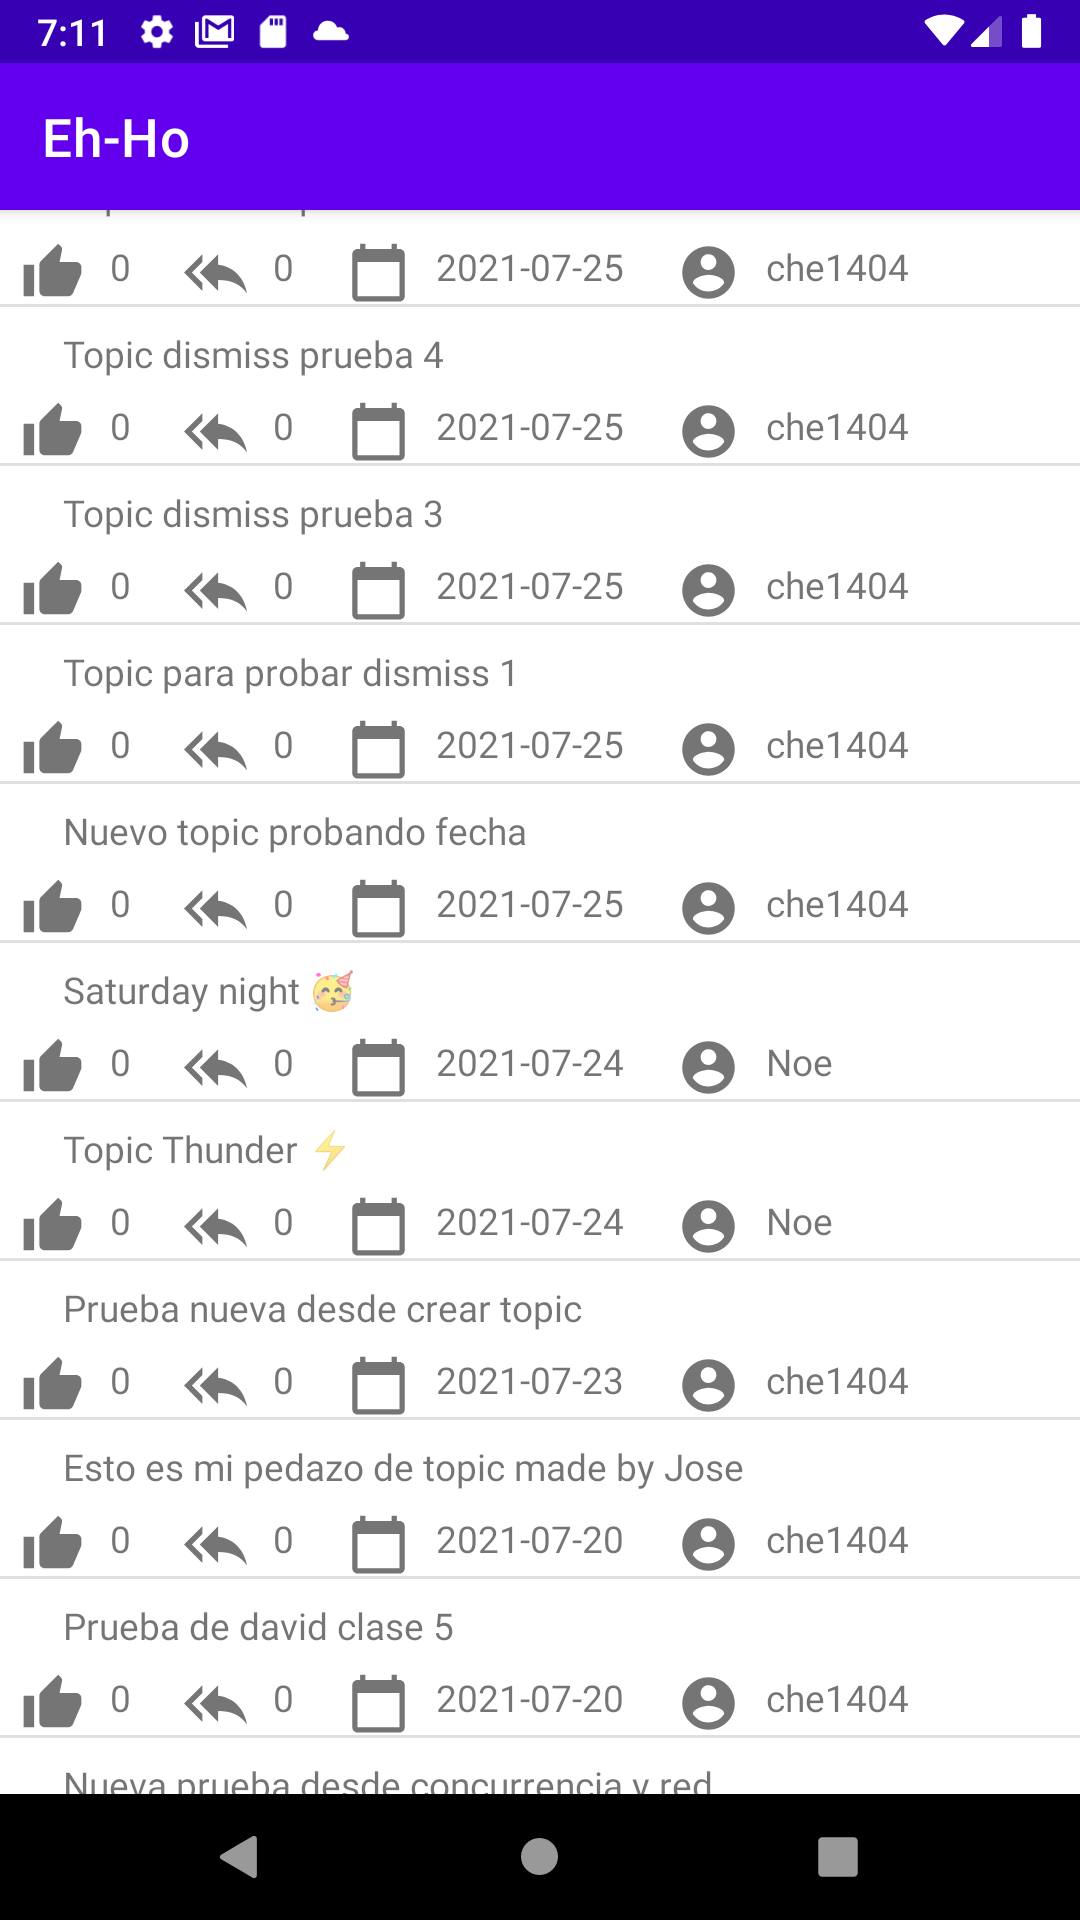 7:11
Eh-Ho
0 0 2021-07-25 che1404
Topic dismiss prueba 4
0 0 2021-07-25 che1404
Topic dismiss prueba 3
0 0 2021-07-25 che1404
Topic para probar dismiss 1
0 0 2021-07-25 che1404
Nuevo topic probando fecha
0 0 2021-07-25 che1404
Saturday night 🥳
0 0 2021-07-24 Noe
Topic Thunder ⚡
0 0 2021-07-24 Noe
Prueba nueva desde crear topic
0 0 2021-07-23 che1404
Esto es mi pedazo de topic made by Jose
0 0 2021-07-20 che1404
Prueba de david clase 5
0 0 2021-07-20 che1404
Nueva prueba desde concurrencia y red